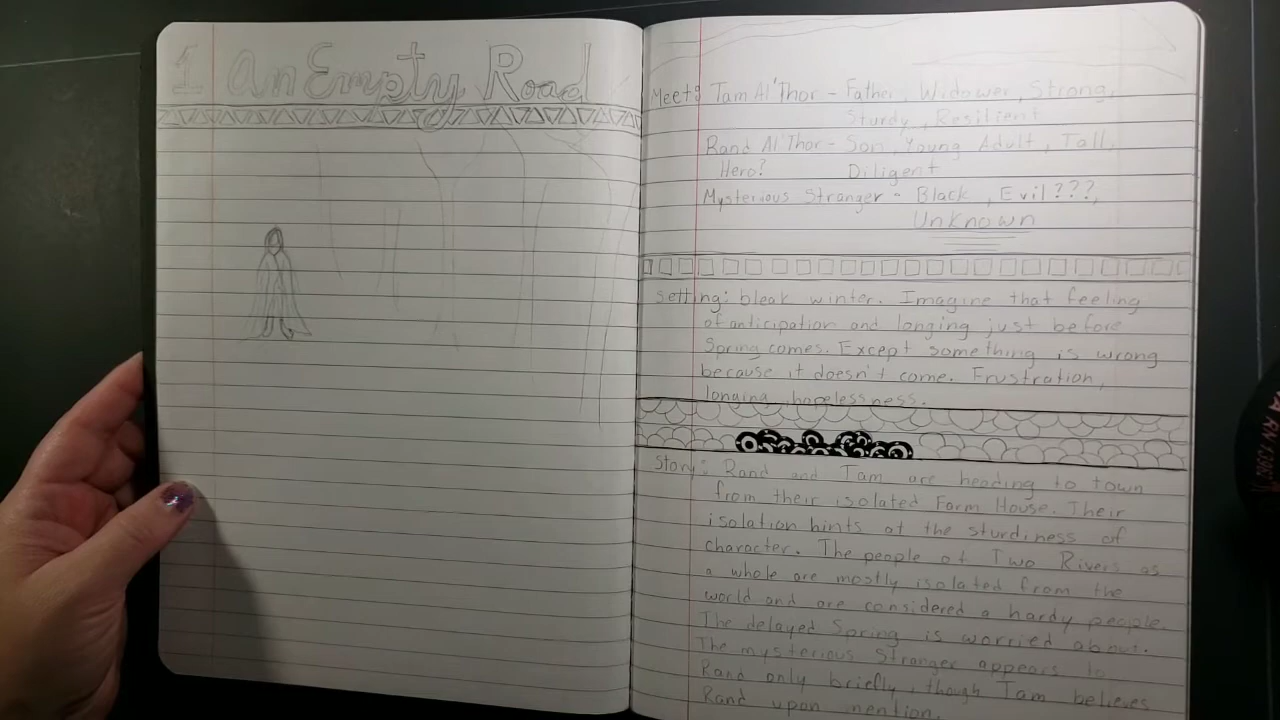 1 An Empty Road
Meet: Tam Al'Thor - Father, Widower, Strong,
Sturdy, Resilient
Rand Al'Thor - Son, Young Adult, Tall,
Hero? Diligent
Mysterious Stranger - Black, Evil???,
Unknown
Setting: bleak winter. Imagine that feeling
of anticipation and longing just before
Spring comes. Except something is wrong
because it doesn't come. Frustration,
longing, hopelessness.
Story: Rand and Tam are heading to town
from their isolated Farm House. Their
isolation hints at the sturdiness of
character. The people of Two Rivers as
a whole are mostly isolated from the
world and are considered a hardy people.
The delayed Spring is worried about.
The mysterious Stranger appears to
Rand only briefly, though Tam believes
Rand upon mention.